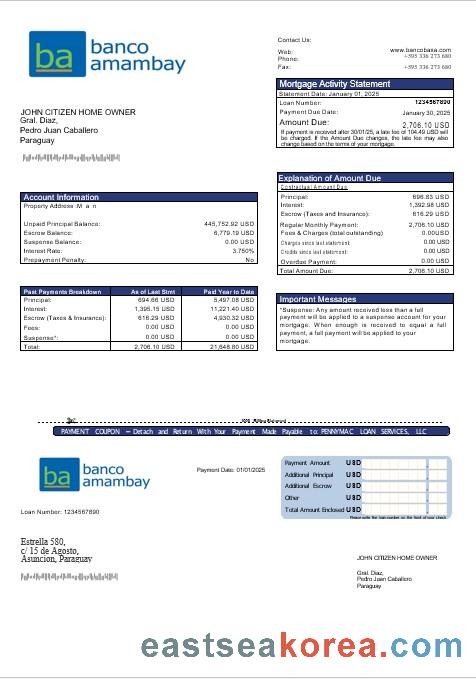 ba banco
amambay
Contact Us:
Web: www.bancobasa.com
Phone: +595 336 273 680
Fax: +595 336 273 680
Mortgage Activity Statement
Statement Date: January 01, 2025
Loan Number: 1234567890
Payment Due Date: January 30, 2025
Amount Due: 2,706.10 USD
If payment is received after 30/01/25, a late fee of 104.49 USD will
be charged. If the Amount Due changes, the late fee may also
change based on the terms of your mortgage.
JOHN CITIZEN HOME OWNER
Gral. Diaz,
Pedro Juan Caballero
Paraguay
Explanation of Amount Due
Contractual Amount Due
Principal: 696.83 USD
Interest: 1,392.98 USD
Escrow (Taxes and Insurance): 616.29 USD
Regular Monthly Payment: 2,706.10 USD
Fees & Charges (total outstanding) 0.00USD
Charges since last statement: 0.00 USD
Credits since last statement: 0.00 USD
Overdue Payment: 0.00 USD
Total Amount Due: 2,706.10 USD
Account Information
Property Address: M a n
Unpaid Principal Balance: 445,752.92 USD
Escrow Balance: 6,779.19 USD
Suspense Balance: 0.00 USD
Interest Rate: 3.750%
Prepayment Penalty: No
Past Payments Breakdown As of Last Stmt Paid Year to Date
Principal: 694.66 USD 5,497.08 USD
Interest: 1,395.15 USD 11,221.40 USD
Escrow (Taxes & Insurance): 616.29 USD 4,930.32 USD
Fees: 0.00 USD 0.00 USD
Suspense*: 0.00 USD 0.00 USD
Total: 2,706.10 USD 21,648.80 USD
Important Messages
*Suspense: Any amount received less than a full
payment will be applied to a suspense account for your
mortgage. When enough is received to equal a full
payment, a full payment will be applied to your
mortgage.
PAYMENT COUPON – Detach and Return With Your Payment Made Payable to: PENNYMAC LOAN SERVICES, LLC
ba banco
amambay
Payment Date: 01/01/2025
Payment Amount USD
Additional Principal USD
Additional Escrow USD
Other USD
Total Amount Enclosed USD
Please write the loan number on the front of your check.
Loan Number: 1234567890
Estrella 580,
c/ 15 de Agosto,
Asuncion, Paraguay
JOHN CITIZEN HOME OWNER
Gral. Diaz,
Pedro Juan Caballero
Paraguay
eastseakorea.com